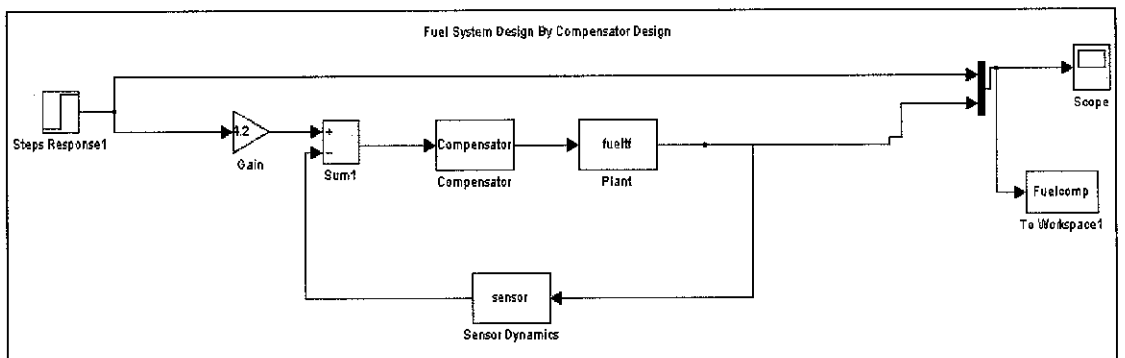 Fuel System Design By Compensator Design
Scope
Steps Response1
4.2
Gain
+
−
Sum1
Compensator
Compensator
fueltf
Plant
Fuelcomp
To Workspace1
sensor
Sensor Dynamics